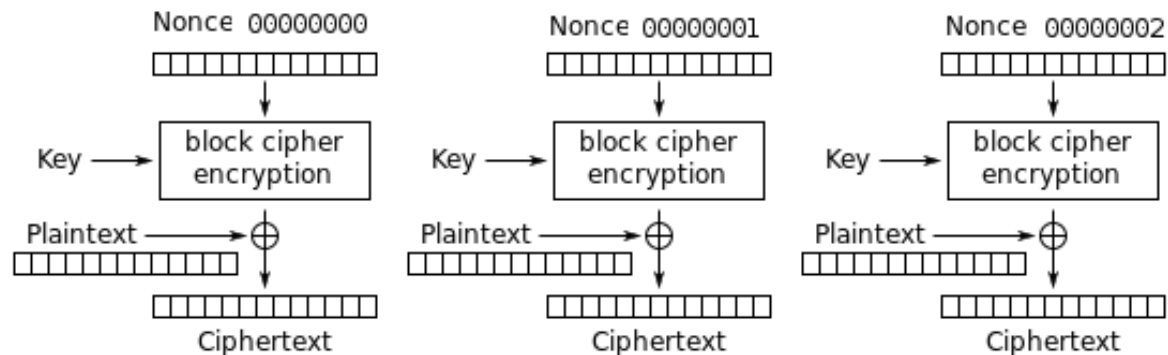 Nonce 00000000 Nonce 00000001 Nonce 00000002
block cipher block cipher block cipher
Key Key Key
encryption encryption encryption
Plaintext Plaintext Plaintext
Ciphertext Ciphertext Ciphertext